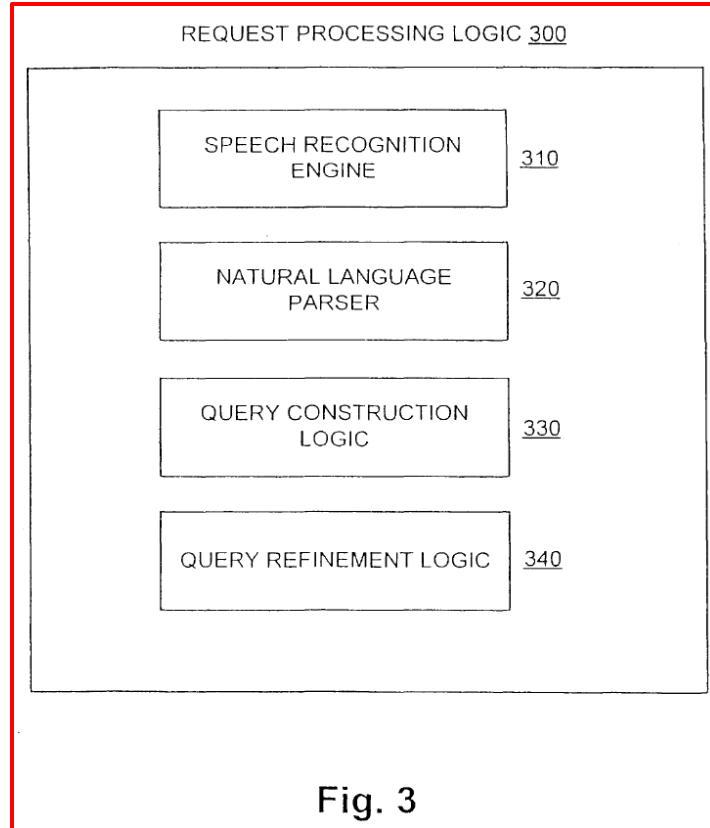 REQUEST PROCESSING LOGIC 300
SPEECH RECOGNITION
ENGINE
310
NATURAL LANGUAGE
PARSER
320
QUERY CONSTRUCTION
LOGIC
330
QUERY REFINEMENT LOGIC
340
Fig. 3